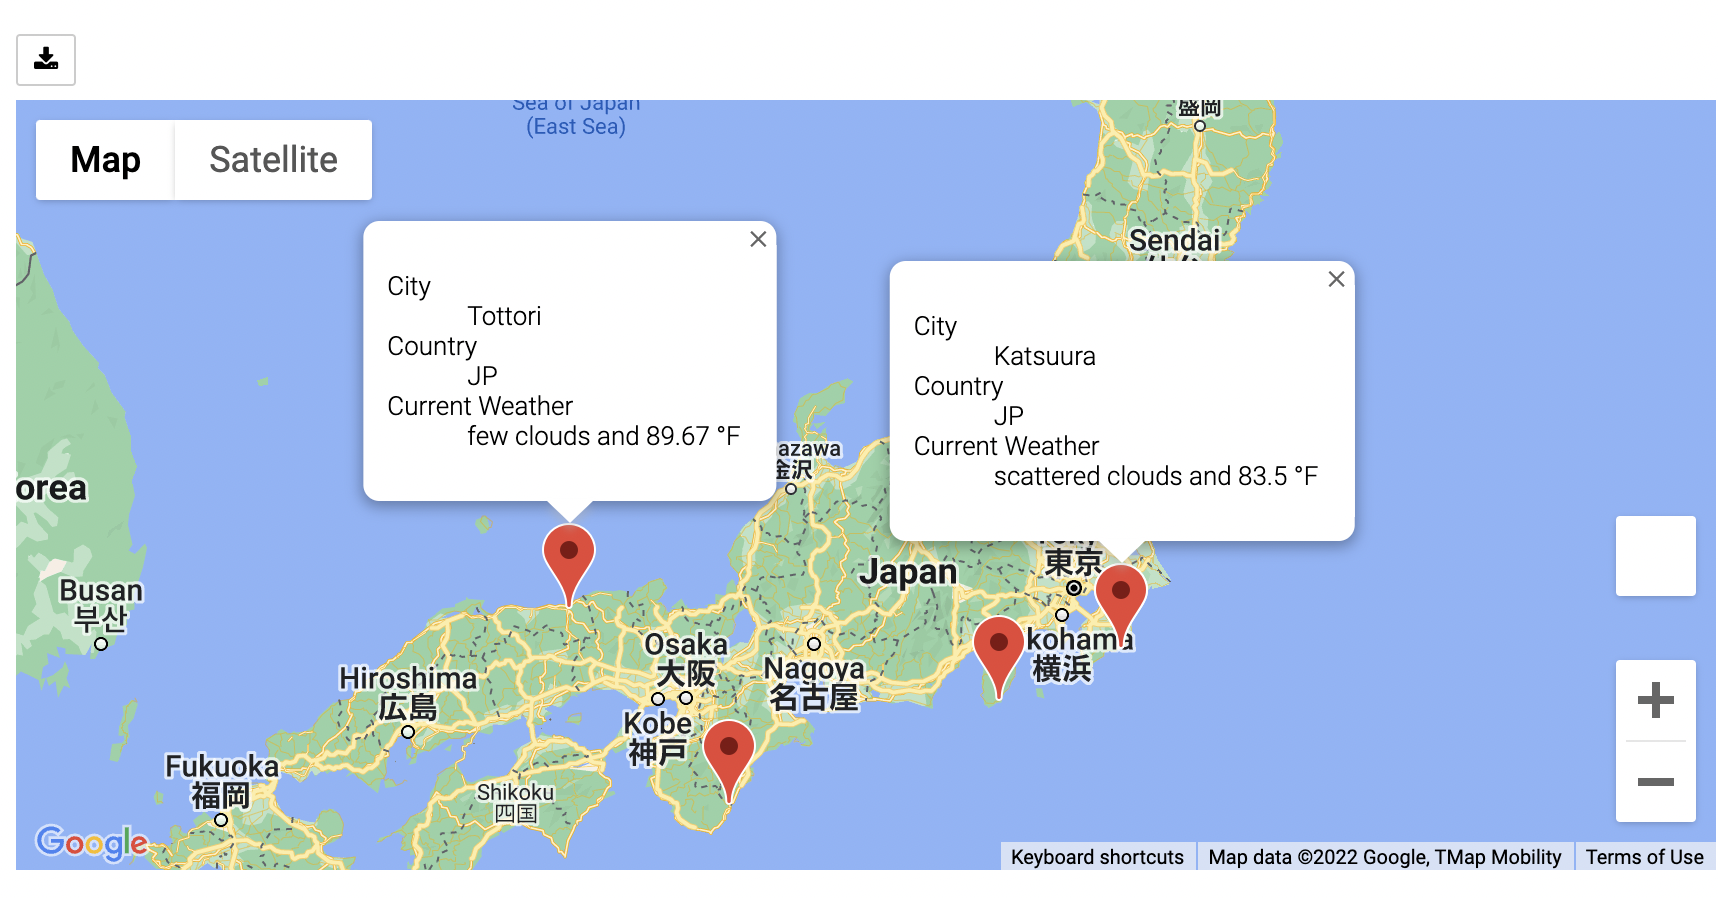 Sea of Japan
(East Sea)
盛岡
Map
Satellite
Sendai
City
Tottori
Country
JP
Current Weather
few clouds and 89.67 °F
City
Katsuura
Country
JP
Current Weather
scattered clouds and 83.5 °F
azawa
金沢
orea
東京
Japan
Busan
부산
kohama
横浜
Osaka
大阪
Nagoya
名古屋
Hiroshima
広島
Kobe
神戸
Fukuoka
福岡
Shikoku
四国
Google
Keyboard shortcuts
Map data ©2022 Google, TMap Mobility
Terms of Use